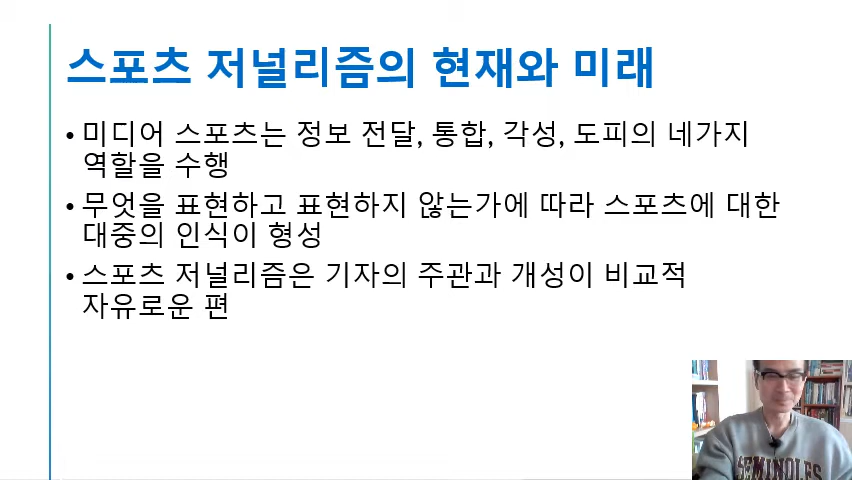 스포츠 저널리즘의 현재와 미래
• 미디어 스포츠는 정보 전달, 통합, 각성, 도피의 네가지
역할을 수행
• 무엇을 표현하고 표현하지 않는가에 따라 스포츠에 대한
대중의 인식이 형성
• 스포츠 저널리즘은 기자의 주관과 개성이 비교적
자유로운 편
SEMINOLES